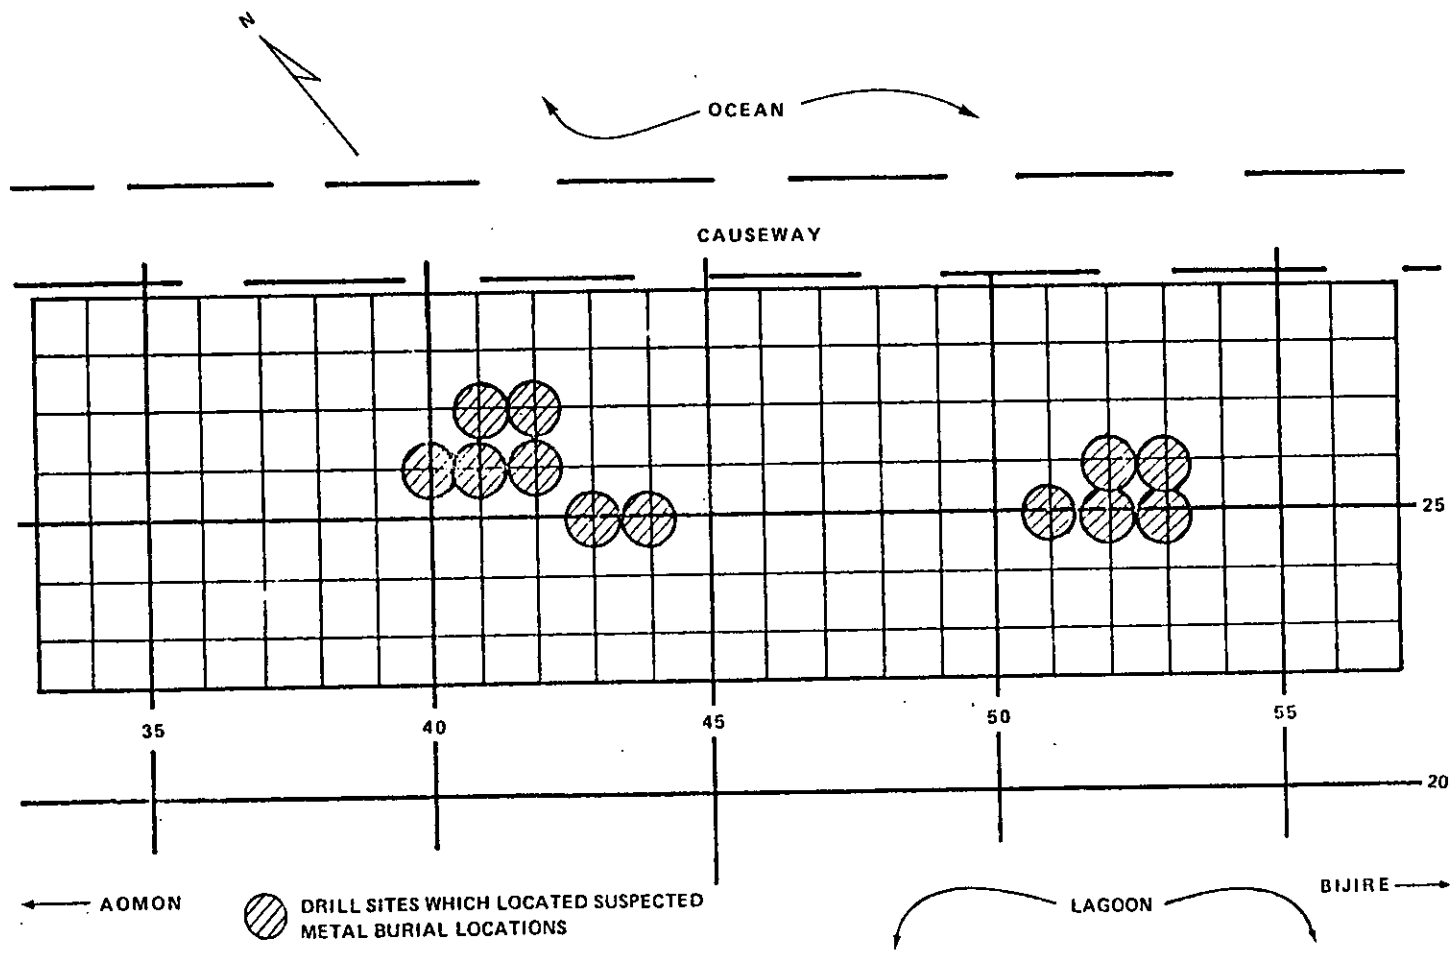 N
OCEAN
CAUSEWAY
25
35
40
45
50
55
20
AOMON
DRILL SITES WHICH LOCATED SUSPECTED
METAL BURIAL LOCATIONS
LAGOON
BIJIRE